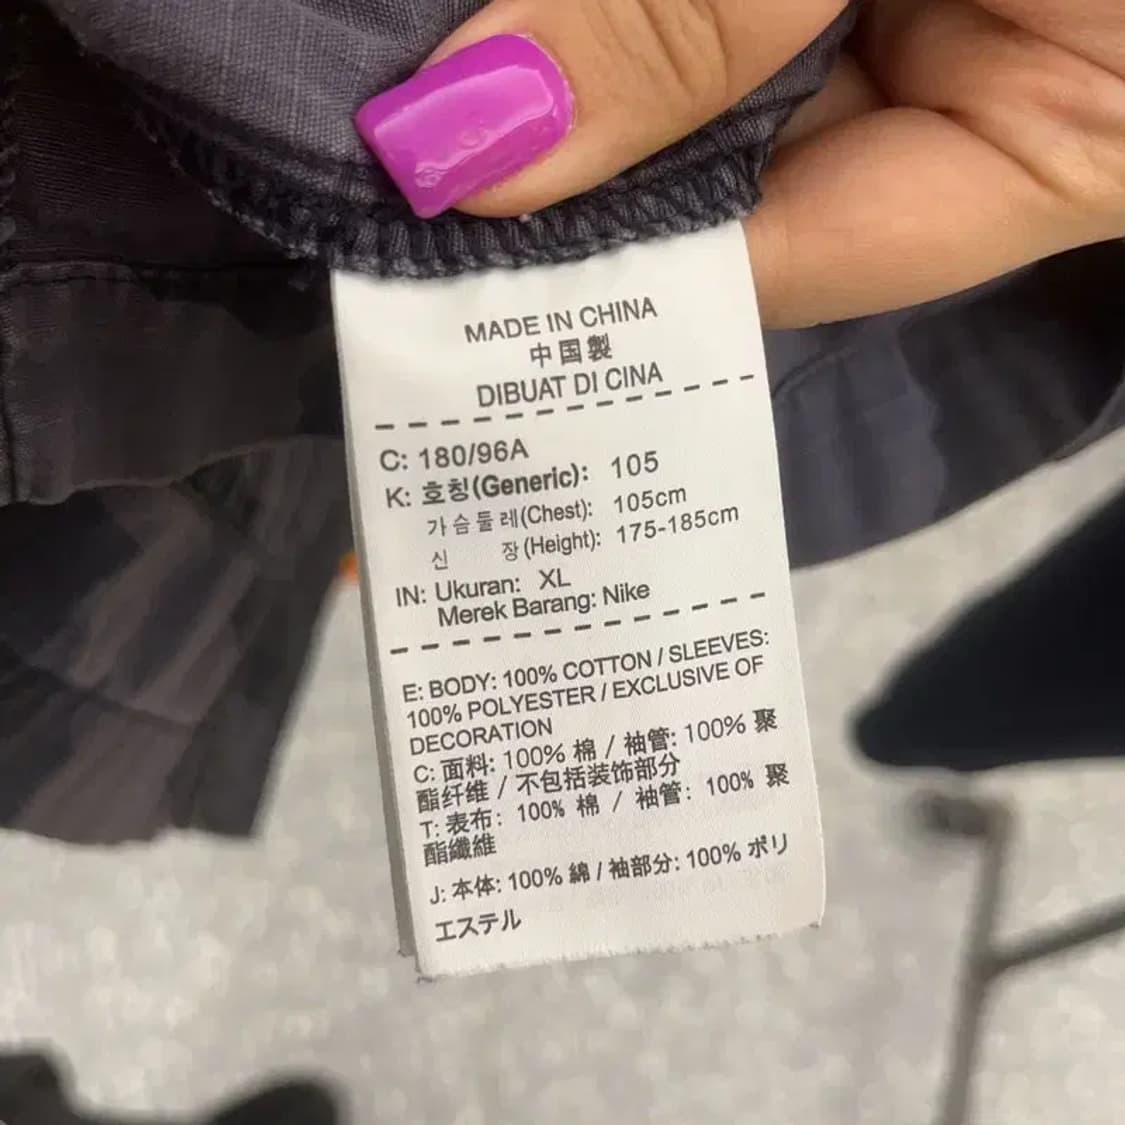 MADE IN CHINA
中国製
DIBUAT DI CINA
C: 180/96A
K: 호칭(Generic): 105
가슴둘레(Chest): 105cm
신 장(Height): 175-185cm
IN: Ukuran: XL
Merek Barang: Nike
E: BODY: 100% COTTON / SLEEVES:
100% POLYESTER / EXCLUSIVE OF
DECORATION
C: 面料: 100% 棉 / 袖管: 100% 聚
酯纤维 / 不包括装饰部分
T: 表布: 100% 棉 / 袖管: 100% 聚
酯纖維
J: 本体: 100% 綿 / 袖部分: 100% ポリ
エステル